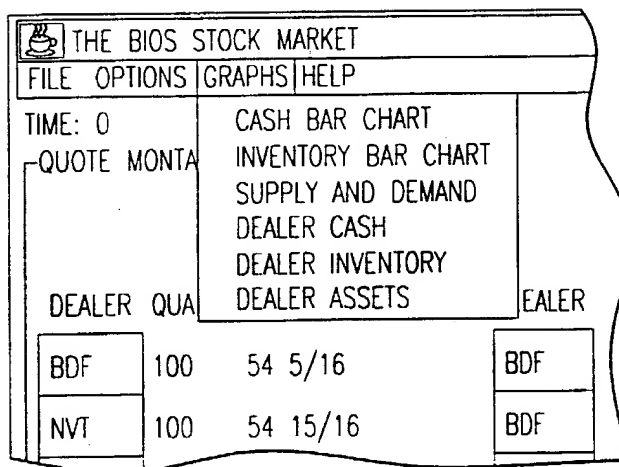 THE BIOS STOCK MARKET
FILE OPTIONS GRAPHS HELP
TIME: 0
CASH BAR CHART
QUOTE MONTA
INVENTORY BAR CHART
SUPPLY AND DEMAND
DEALER CASH
DEALER INVENTORY
DEALER ASSETS
DEALER QUA EALER
BDF 100 54 5/16 BDF
NVT 100 54 15/16 BDF